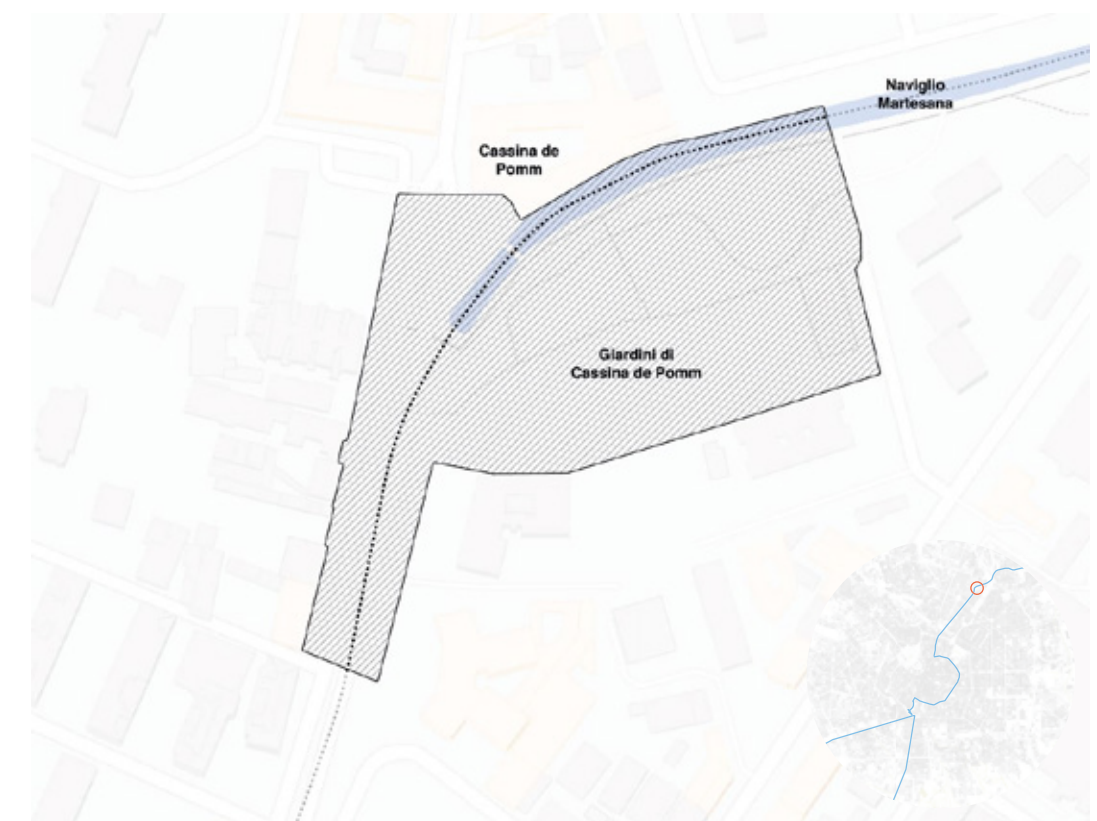 Naviglio
Martesana
Cassina de
Pomm
Giardini di
Cassina de Pomm